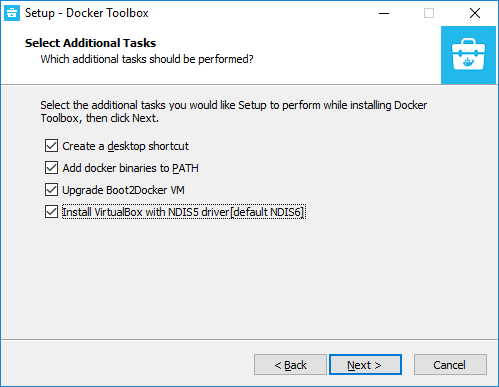 Setup - Docker Toolbox
Select Additional Tasks
Which additional tasks should be performed?
Select the additional tasks you would like Setup to perform while installing Docker
Toolbox, then click Next.
Create a desktop shortcut
Add docker binaries to PATH
Upgrade Boot2Docker VM
Install VirtualBox with NDIS5 driver[default NDIS6]
< Back
Next >
Cancel